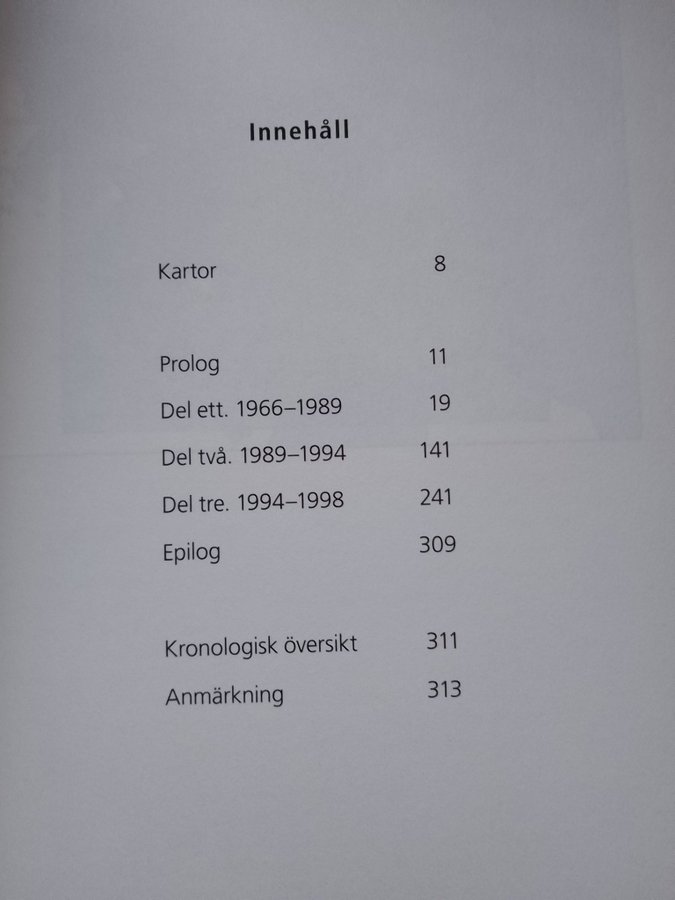 Innehåll
Kartor 8
Prolog 11
Del ett. 1966–1989 19
Del två. 1989–1994 141
Del tre. 1994–1998 241
Epilog 309
Kronologisk översikt 311
Anmärkning 313